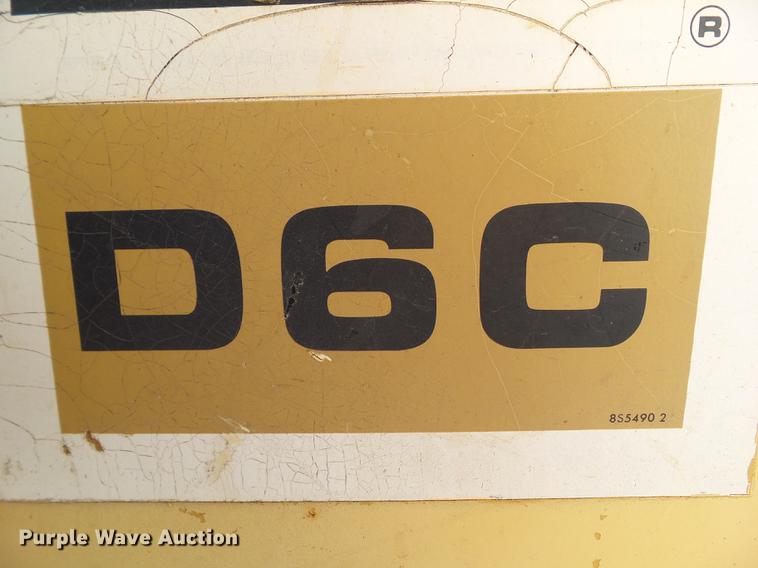 ®
D6C
8S5490 2
Purple Wave Auction